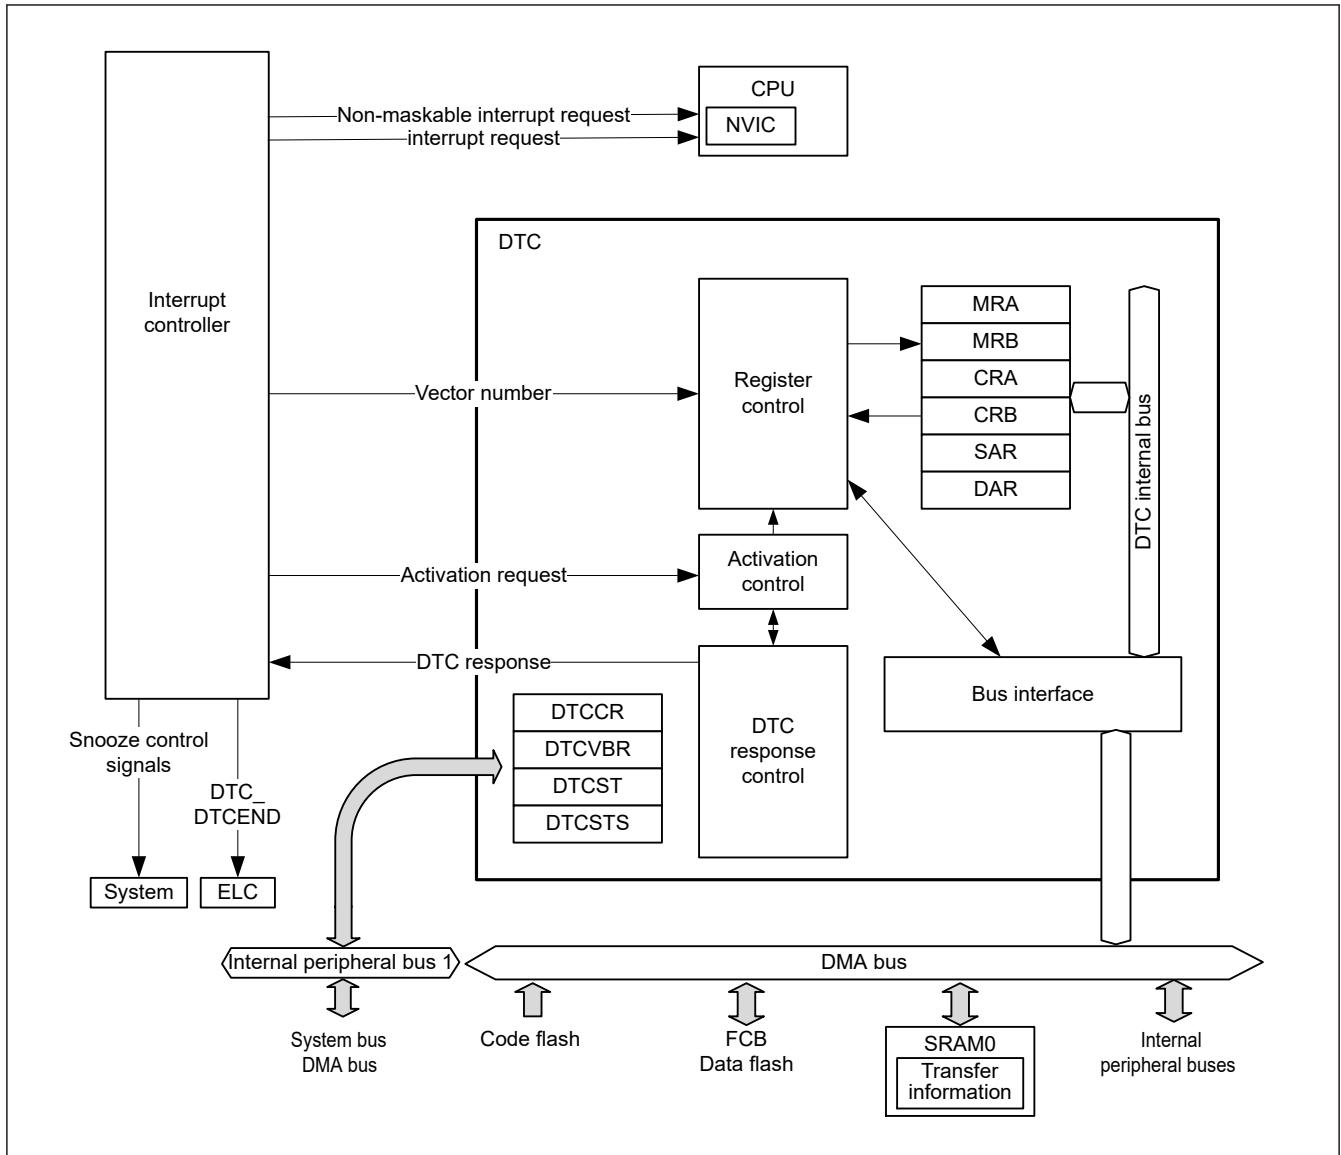 CPU
NVIC
Non-maskable interrupt request
interrupt request
Interrupt
controller
DTC
Register
control
MRA
MRB
CRA
CRB
SAR
DAR
DTC internal bus
Vector number
Activation
control
Activation request
DTC response
DTC
response
control
Bus interface
DTCCR
DTCVBR
DTCST
DTCSTS
Snooze control
signals
DTC_
DTCEND
System
ELC
Internal peripheral bus 1
DMA bus
System bus
DMA bus
Code flash
FCB
Data flash
SRAM0
Transfer
information
Internal
peripheral buses